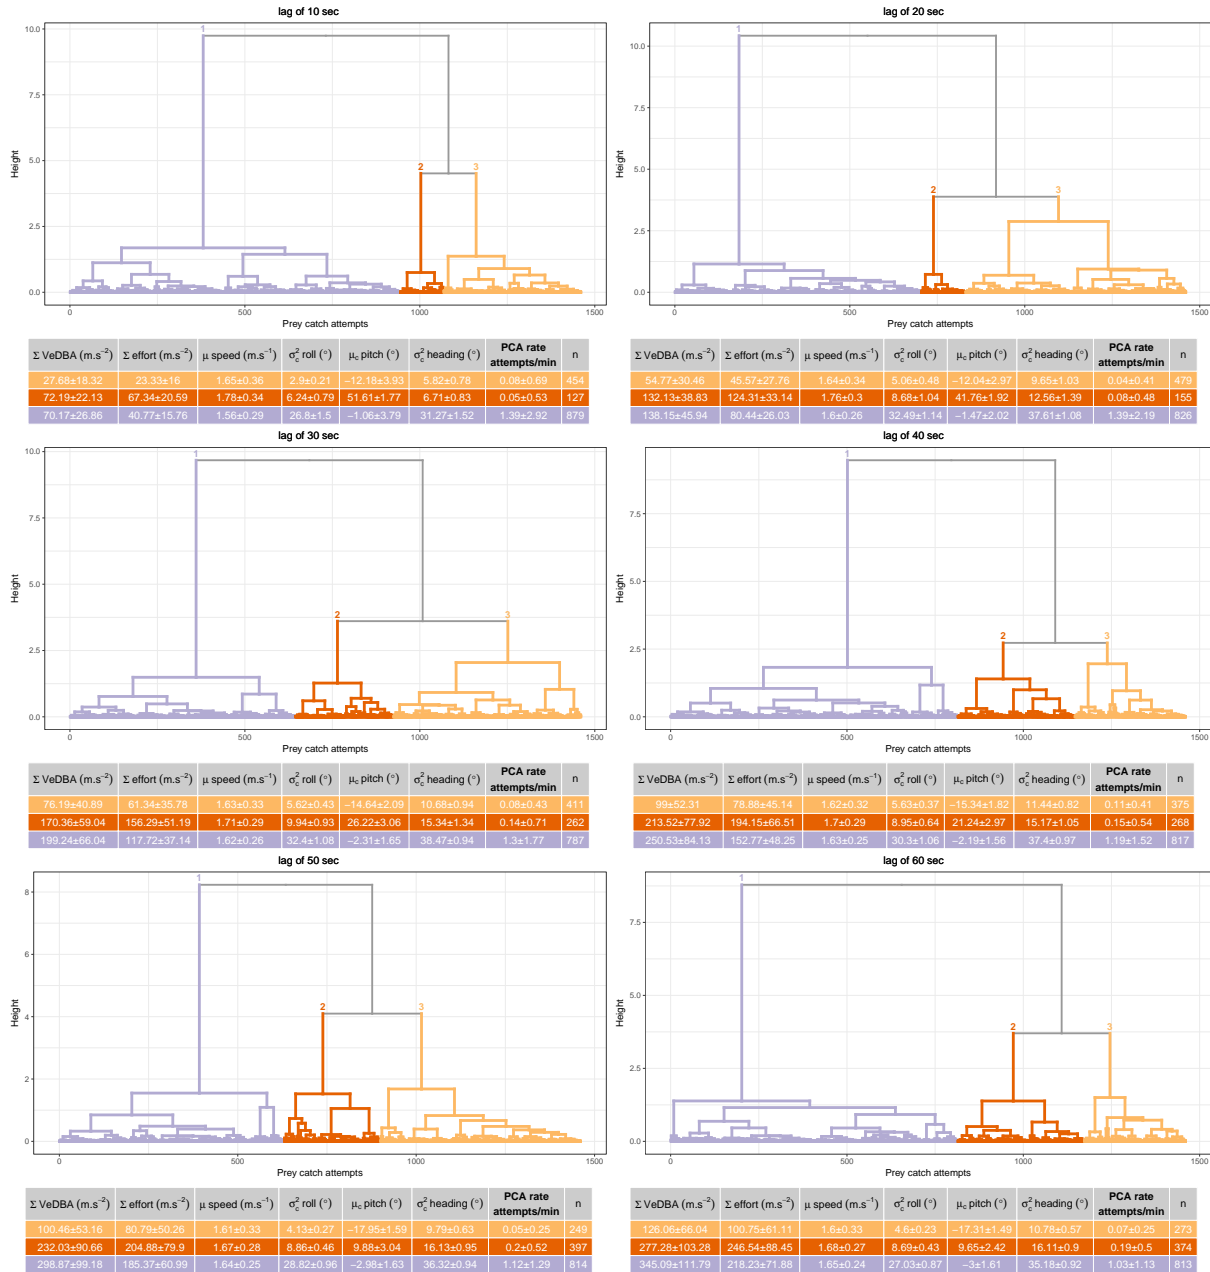 lag of 10 sec
10.0
7.5
5.0
2.5
0.0
Height
1
2
3
0
500
1000
1500
Prey catch attempts
Σ VeDBA (m.s⁻²) Σ effort (m.s⁻²) μ speed (m.s⁻¹) σ²c roll (°) μc pitch (°) σ²c heading (°) PCA rate attempts/min n
27.68±18.32 23.33±16 1.65±0.36 2.9±0.21 −12.18±3.93 5.82±0.78 0.08±0.69 454
72.19±22.13 67.34±20.59 1.78±0.34 6.24±0.79 51.61±1.77 6.71±0.83 0.05±0.53 127
70.17±26.86 40.77±15.76 1.56±0.29 26.8±1.5 −1.06±3.79 31.27±1.52 1.39±2.92 879
lag of 20 sec
10.0
7.5
5.0
2.5
0.0
Height
1
2
3
0
500
1000
1500
Prey catch attempts
Σ VeDBA (m.s⁻²) Σ effort (m.s⁻²) μ speed (m.s⁻¹) σ²c roll (°) μc pitch (°) σ²c heading (°) PCA rate attempts/min n
54.77±30.46 45.57±27.76 1.64±0.34 5.06±0.48 −12.04±2.97 9.65±1.03 0.04±0.41 479
132.13±38.83 124.31±33.14 1.76±0.3 8.68±1.04 41.76±1.92 12.56±1.39 0.08±0.48 155
138.15±45.94 80.44±26.03 1.6±0.26 32.49±1.14 −1.47±2.02 37.61±1.08 1.39±2.19 826
lag of 30 sec
10.0
7.5
5.0
2.5
0.0
Height
1
2
3
0
500
1000
1500
Prey catch attempts
Σ VeDBA (m.s⁻²) Σ effort (m.s⁻²) μ speed (m.s⁻¹) σ²c roll (°) μc pitch (°) σ²c heading (°) PCA rate attempts/min n
76.19±40.89 61.34±35.78 1.63±0.33 5.62±0.43 −14.64±2.09 10.68±0.94 0.08±0.43 411
170.36±59.04 156.29±51.19 1.71±0.29 9.94±0.93 26.22±3.06 15.34±1.34 0.14±0.71 262
199.24±66.04 117.72±37.14 1.62±0.26 32.4±1.08 −2.31±1.65 38.47±0.94 1.3±1.77 787
lag of 40 sec
7.5
5.0
2.5
0.0
Height
1
2
3
0
500
1000
1500
Prey catch attempts
Σ VeDBA (m.s⁻²) Σ effort (m.s⁻²) μ speed (m.s⁻¹) σ²c roll (°) μc pitch (°) σ²c heading (°) PCA rate attempts/min n
99±52.31 78.88±45.14 1.62±0.32 5.63±0.37 −15.34±1.82 11.44±0.82 0.11±0.41 375
213.52±77.92 194.15±66.51 1.7±0.29 8.95±0.64 21.24±2.97 15.17±1.05 0.15±0.54 268
250.53±84.13 152.77±48.25 1.63±0.25 30.3±1.06 −2.19±1.56 37.4±0.97 1.19±1.52 817
lag of 50 sec
8
6
4
2
0
Height
1
2
3
0
500
1000
1500
Prey catch attempts
Σ VeDBA (m.s⁻²) Σ effort (m.s⁻²) μ speed (m.s⁻¹) σ²c roll (°) μc pitch (°) σ²c heading (°) PCA rate attempts/min n
100.46±53.16 80.79±50.26 1.61±0.33 4.13±0.27 −17.95±1.59 9.79±0.63 0.05±0.25 249
232.03±90.66 204.88±79.9 1.67±0.28 8.86±0.46 9.88±3.04 16.13±0.95 0.2±0.52 397
298.87±99.18 185.37±60.99 1.64±0.25 28.82±0.96 −2.98±1.63 36.32±0.94 1.12±1.29 814
lag of 60 sec
7.5
5.0
2.5
0.0
Height
1
2
3
0
500
1000
1500
Prey catch attempts
Σ VeDBA (m.s⁻²) Σ effort (m.s⁻²) μ speed (m.s⁻¹) σ²c roll (°) μc pitch (°) σ²c heading (°) PCA rate attempts/min n
126.06±66.04 100.75±61.11 1.6±0.33 4.6±0.23 −17.31±1.49 10.78±0.57 0.07±0.25 273
277.28±103.28 246.54±88.45 1.68±0.27 8.69±0.43 9.65±2.42 16.11±0.9 0.19±0.5 374
345.09±111.79 218.23±71.88 1.65±0.24 27.03±0.87 −3±1.61 35.18±0.92 1.03±1.13 813